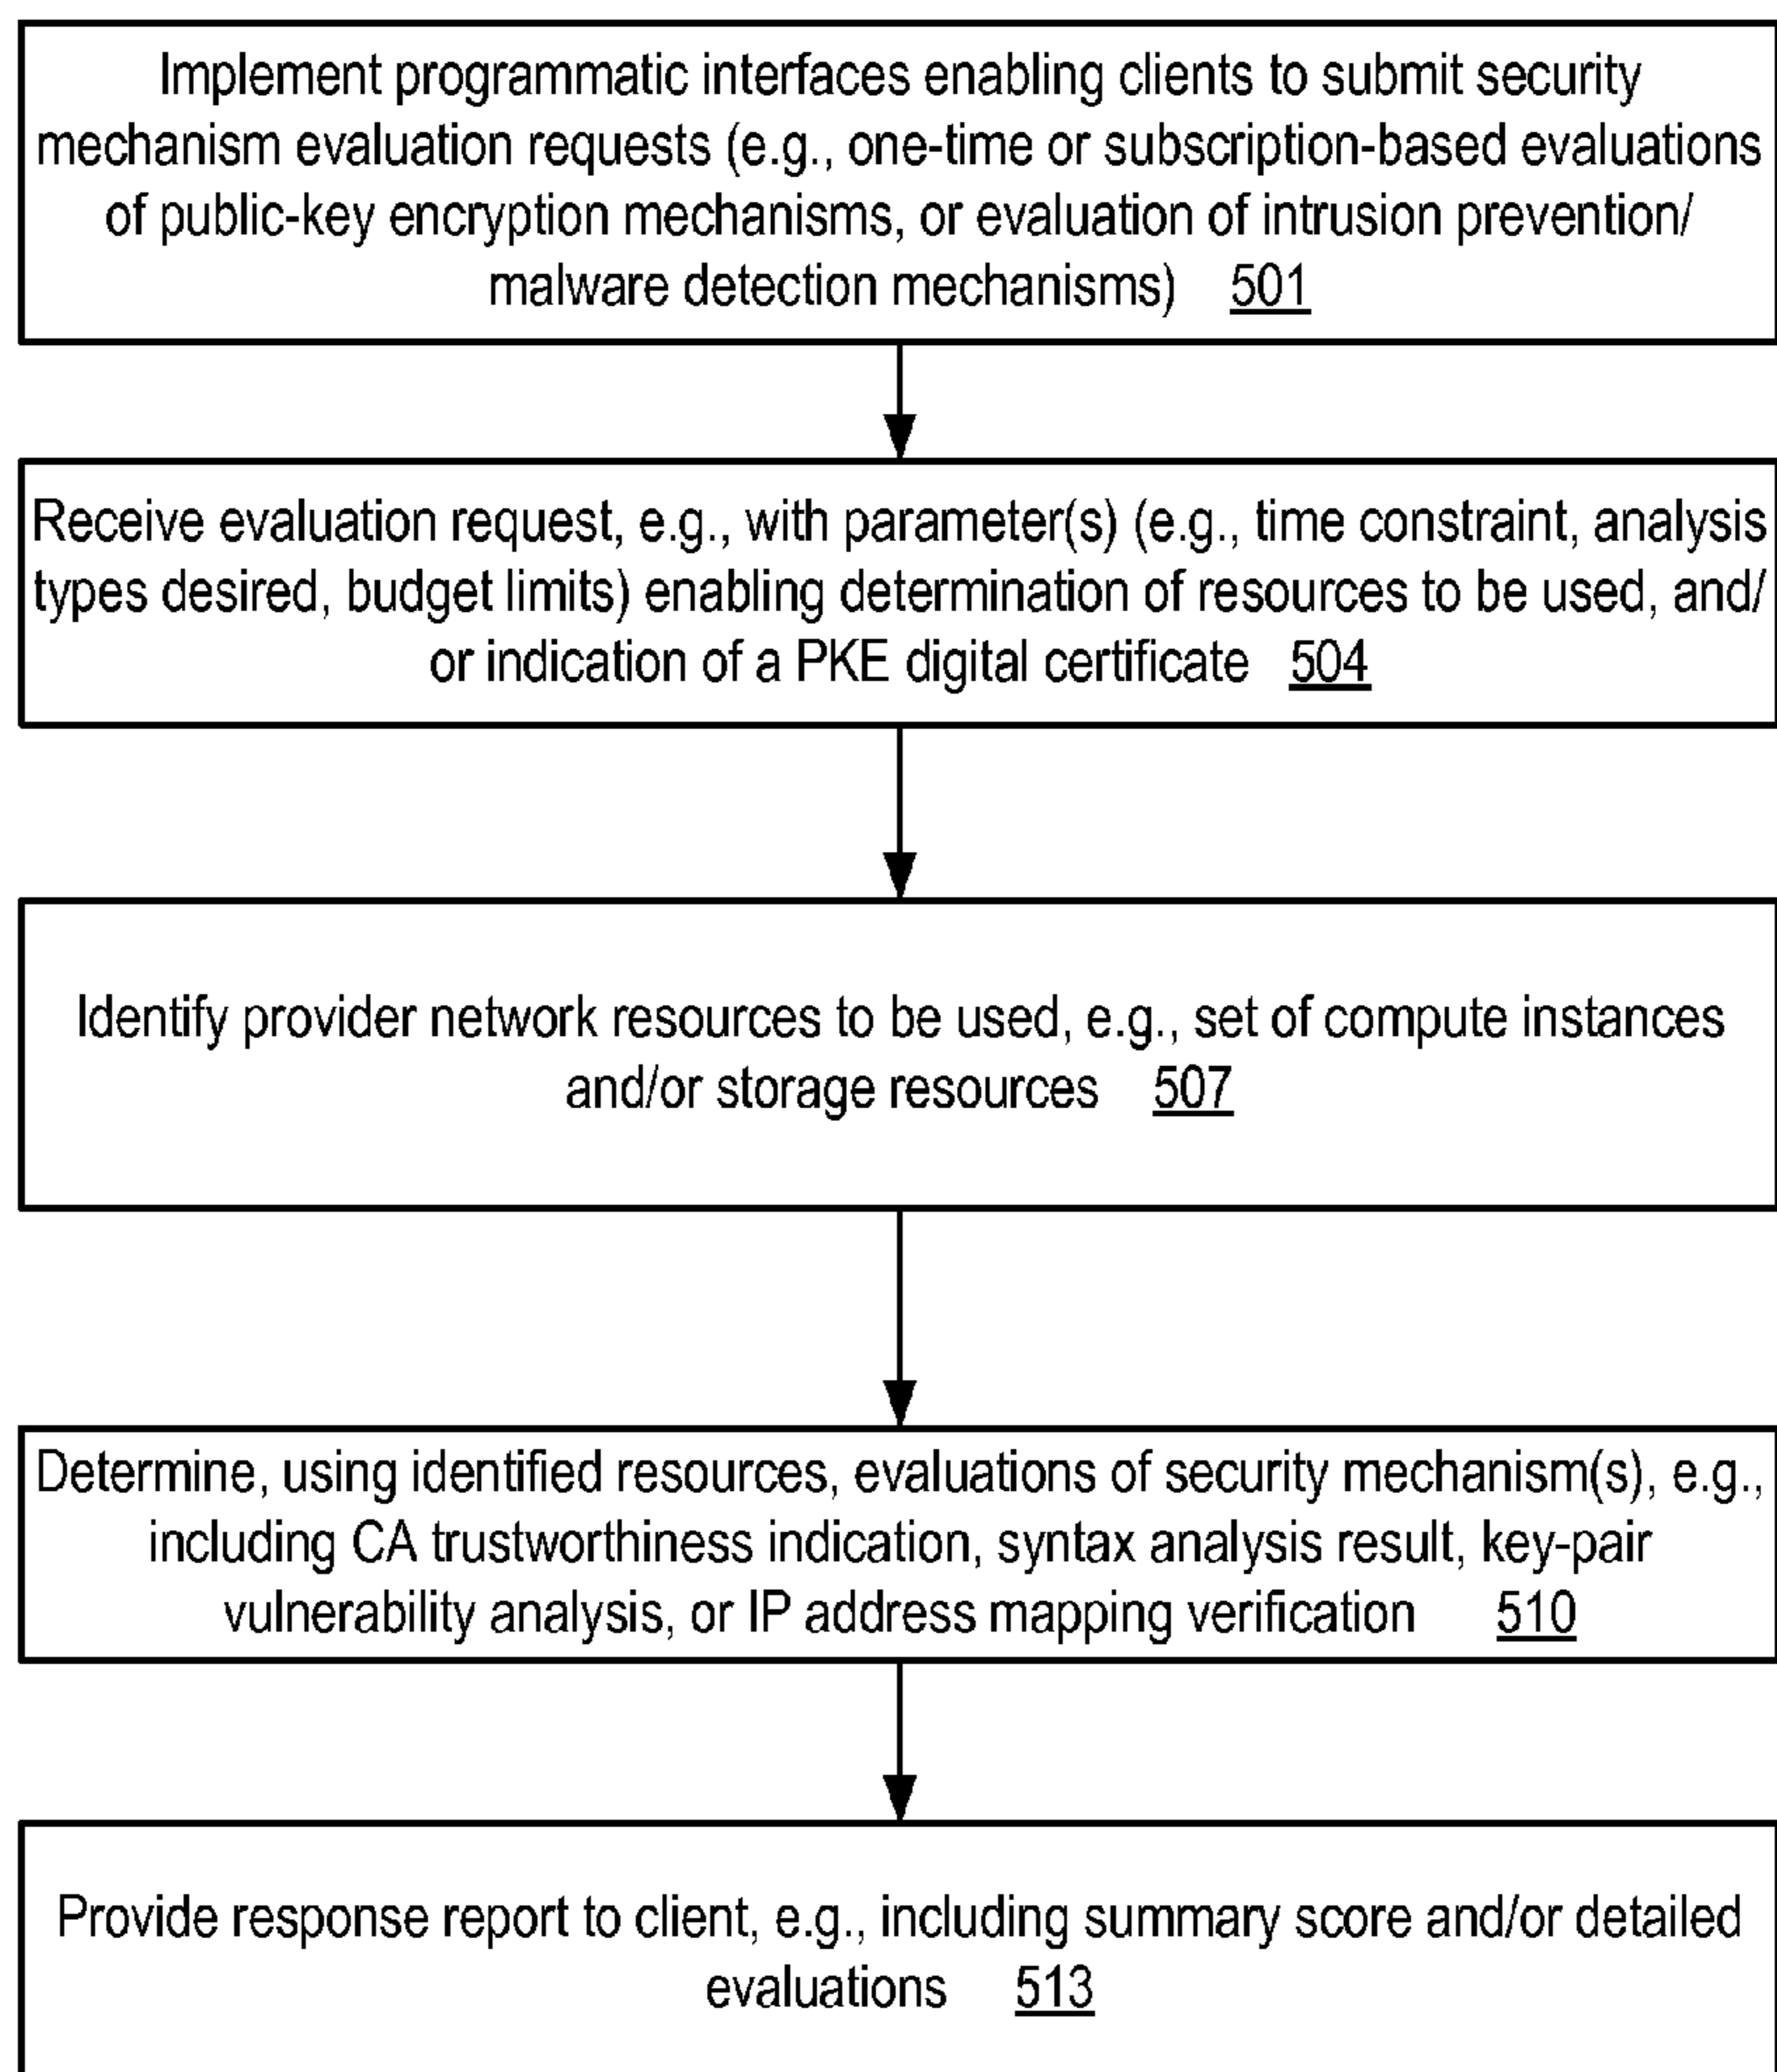 Implement programmatic interfaces enabling clients to submit security
mechanism evaluation requests (e.g., one-time or subscription-based evaluations
of public-key encryption mechanisms, or evaluation of intrusion prevention/
malware detection mechanisms) 501
Receive evaluation request, e.g., with parameter(s) (e.g., time constraint, analysis
types desired, budget limits) enabling determination of resources to be used, and/
or indication of a PKE digital certificate 504
Identify provider network resources to be used, e.g., set of compute instances
and/or storage resources 507
Determine, using identified resources, evaluations of security mechanism(s), e.g.,
including CA trustworthiness indication, syntax analysis result, key-pair
vulnerability analysis, or IP address mapping verification 510
Provide response report to client, e.g., including summary score and/or detailed
evaluations 513